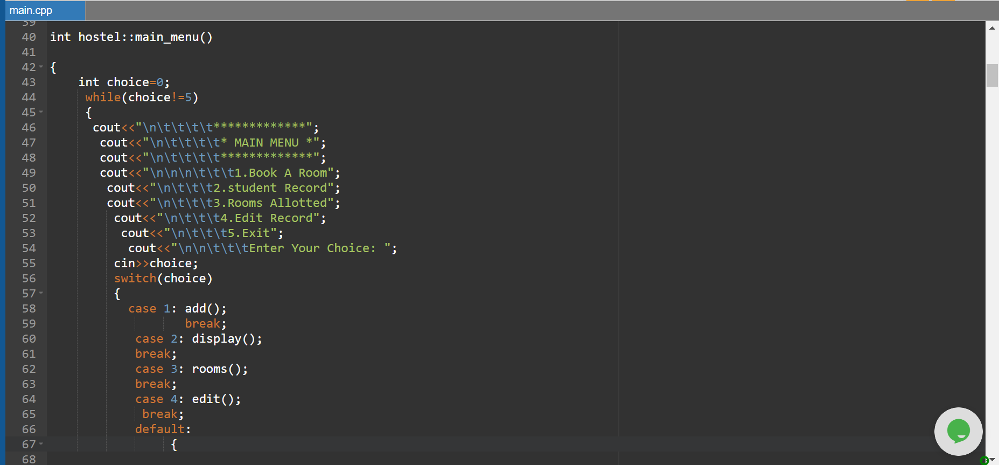 main.cpp
39
40 int hostel::main_menu()
41
42 {
43 int choice=0;
44 while(choice!=5)
45 {
46 cout<<"\n\t\t\t\t*************";
47 cout<<"\n\t\t\t\t\t* MAIN MENU *";
48 cout<<"\n\t\t\t\t\t*************";
49 cout<<"\n\n\n\t\t\t1.Book A Room";
50 cout<<"\n\t\t\t2.student Record";
51 cout<<"\n\t\t\t3.Rooms Allotted";
52 cout<<"\n\t\t\t4.Edit Record";
53 cout<<"\n\t\t\t5.Exit";
54 cout<<"\n\n\t\t\tEnter Your Choice: ";
55 cin>>choice;
56 switch(choice)
57 {
58 case 1: add();
59 break;
60 case 2: display();
61 break;
62 case 3: rooms();
63 break;
64 case 4: edit();
65 break;
66 default:
67 {
68